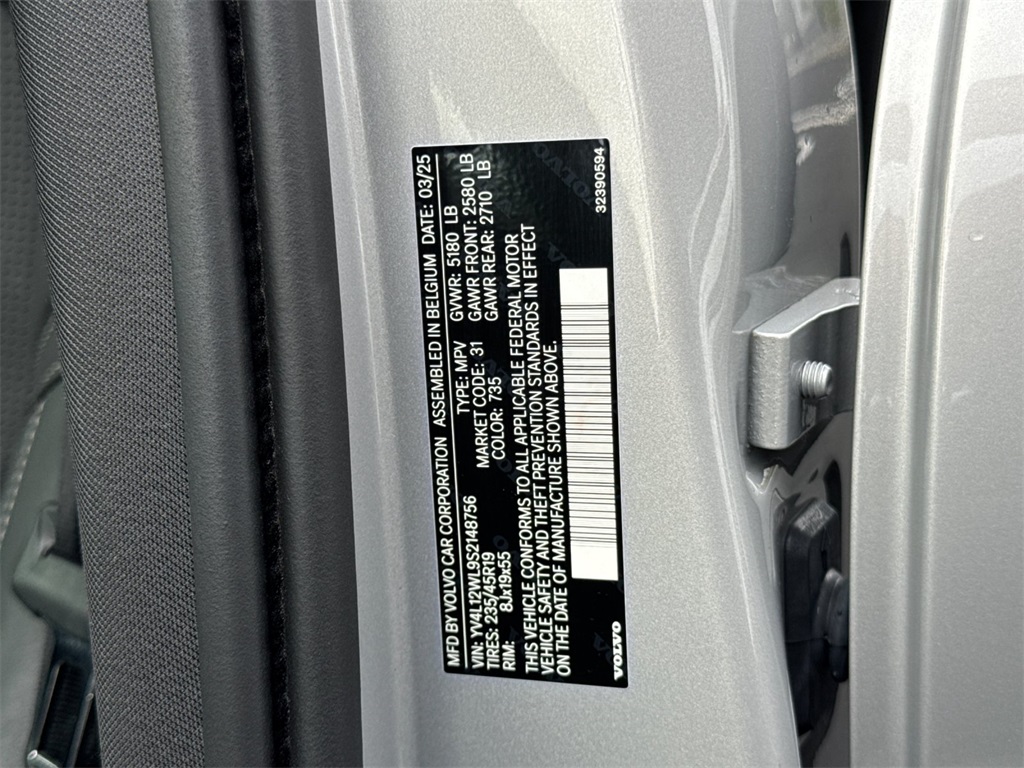 MFD BY VOLVO CAR CORPORATION ASSEMBLED IN BELGIUM DATE: 03/25
VIN: YV4L12WL9S2148756 TYPE: MPV GVWR: 5180 LB
TIRES: 235/45R19 MARKET CODE: 31 GAWR FRONT: 2580 LB
RIM: 8Jx19x55 COLOR: 735 GAWR REAR: 2710 LB
THIS VEHICLE CONFORMS TO ALL APPLICABLE FEDERAL MOTOR
VEHICLE SAFETY AND THEFT PREVENTION STANDARDS IN EFFECT
ON THE DATE OF MANUFACTURE SHOWN ABOVE.
VOLVO 32390594